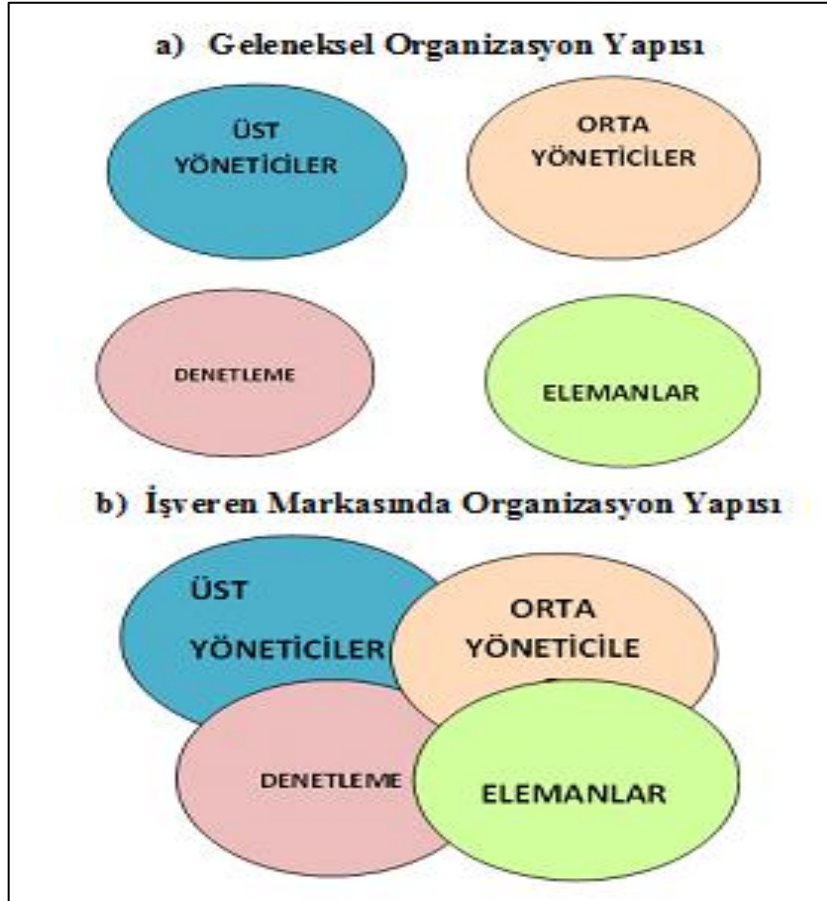 a) Geleneksel Organizasyon Yapısı
ÜST
YÖNETİCİLER
ORTA
YÖNETİCİLER
DENETLEME
ELEMANLAR
b) İşveren Markasında Organizasyon Yapısı
ÜST
YÖNETİCİLER
ORTA
YÖNETİCİLE
DENETLEME
ELEMANLAR